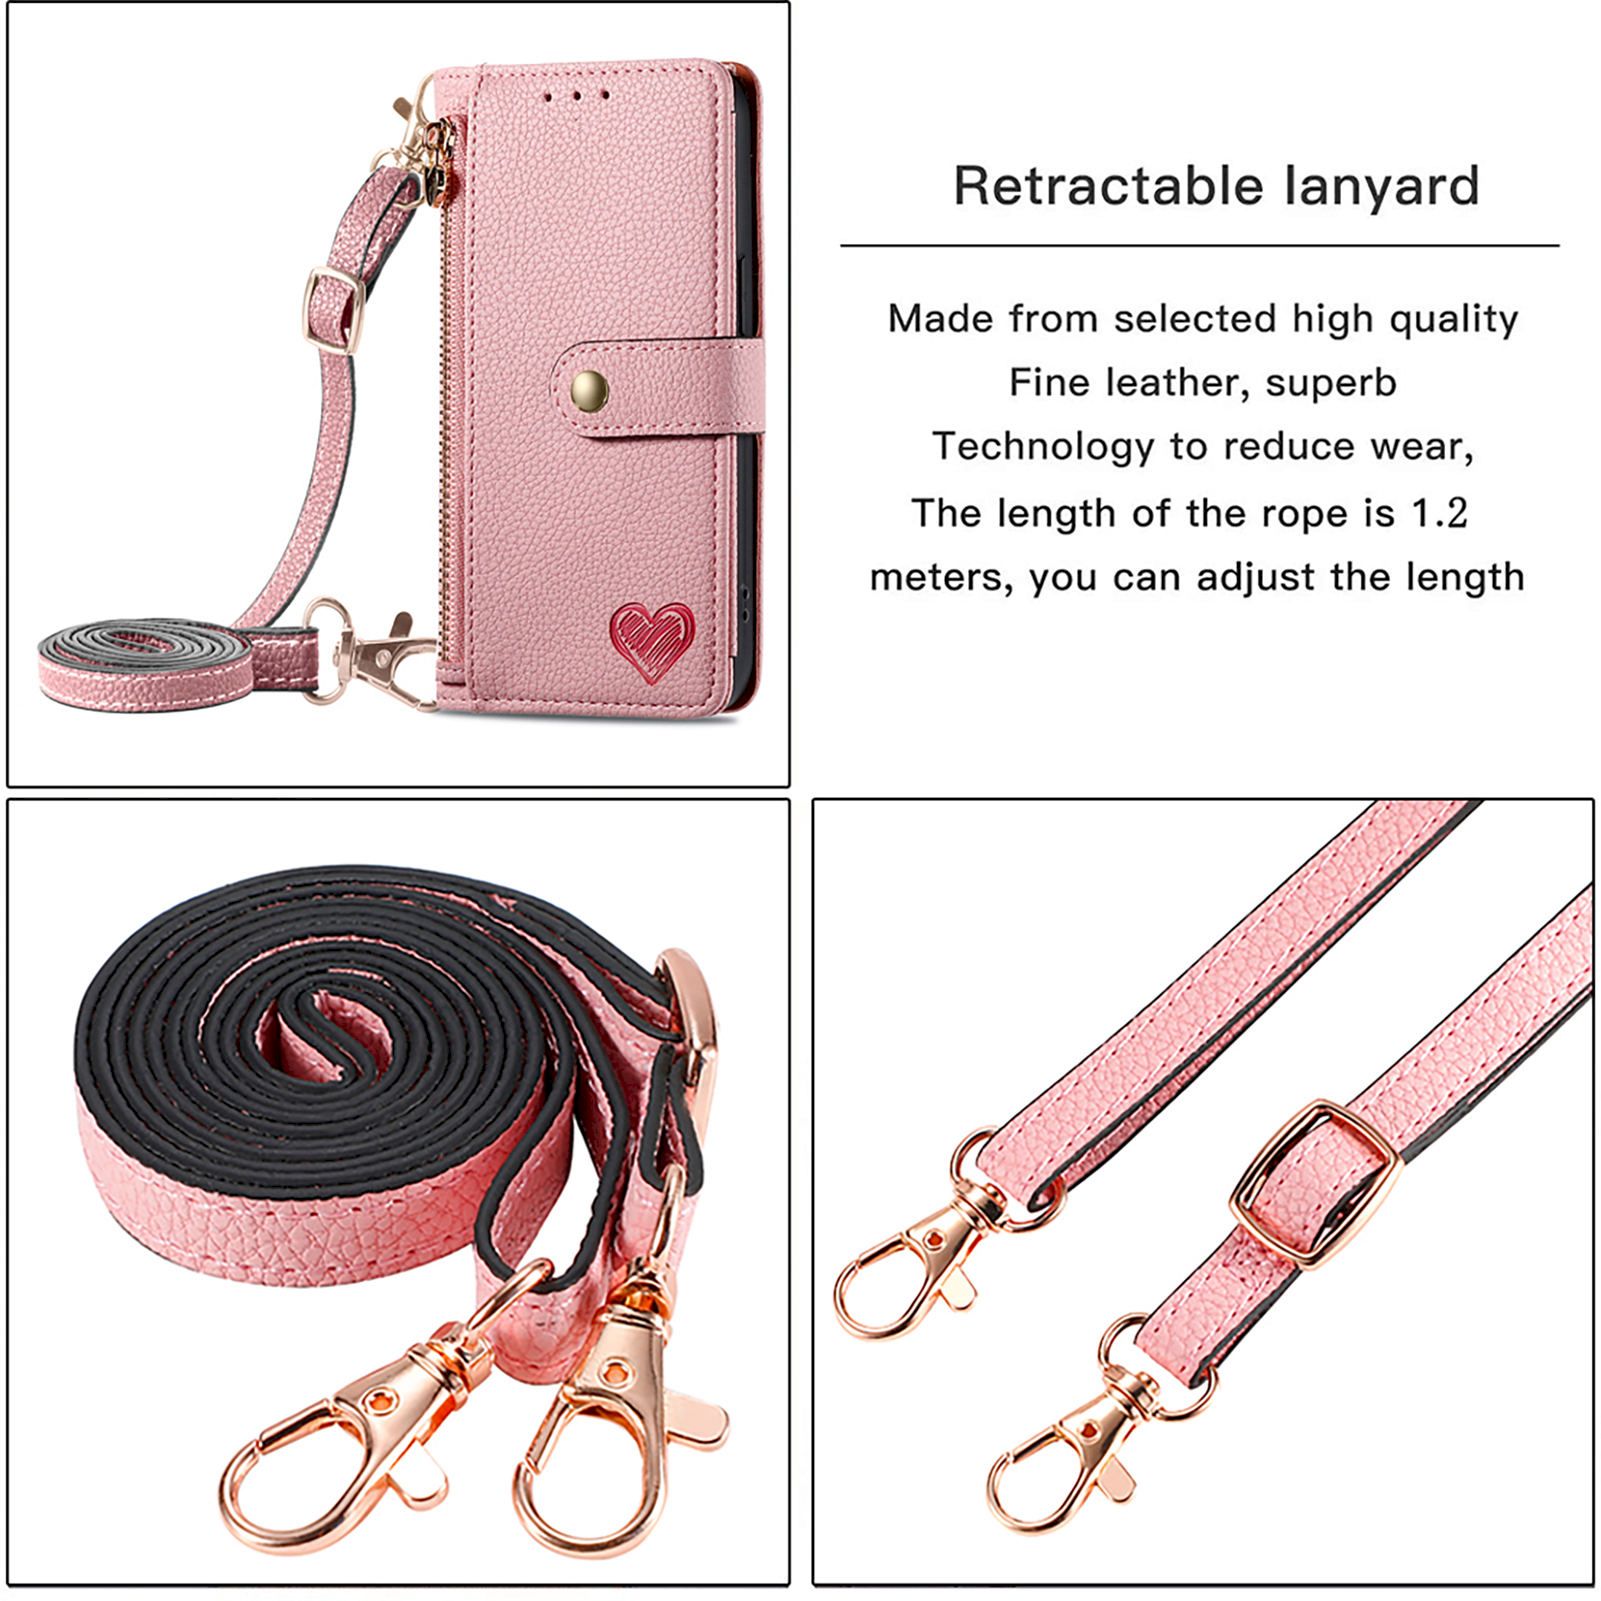 Retractable lanyard
Made from selected high quality
Fine leather, superb
Technology to reduce wear,
The length of the rope is 1.2
meters, you can adjust the length